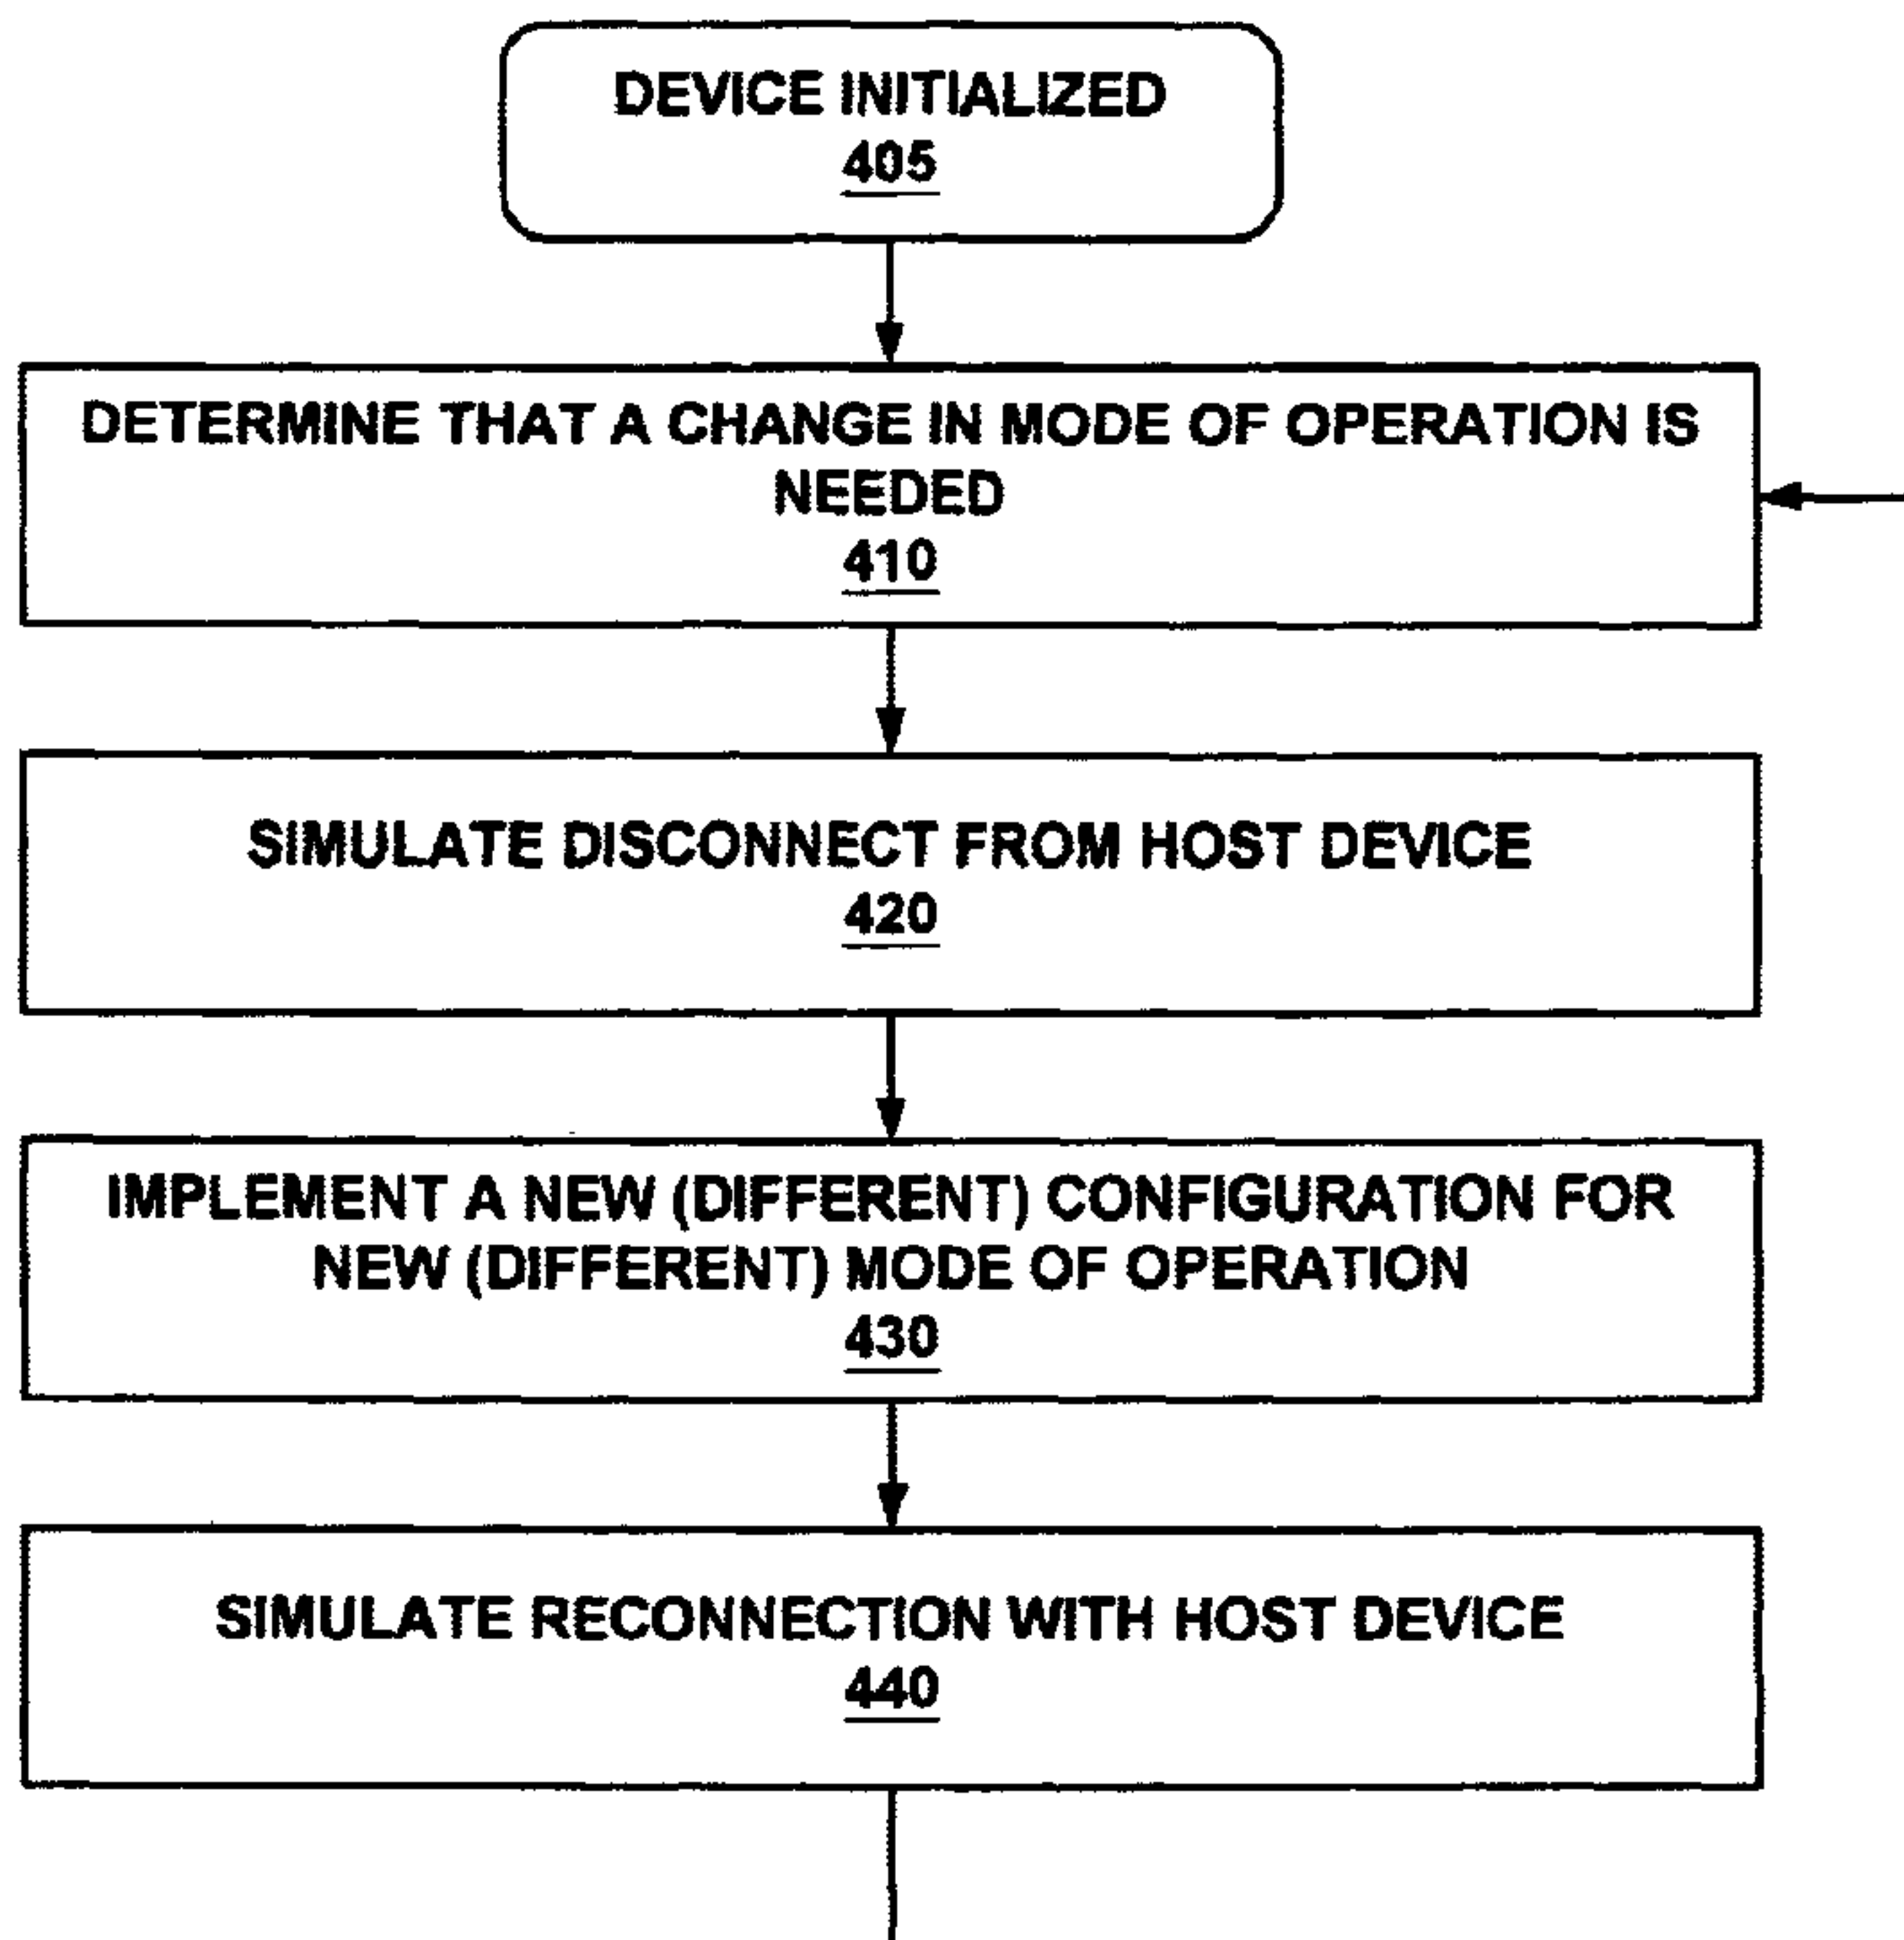 DEVICE INITIALIZED
405
DETERMINE THAT A CHANGE IN MODE OF OPERATION IS
NEEDED
410
SIMULATE DISCONNECT FROM HOST DEVICE
420
IMPLEMENT A NEW (DIFFERENT) CONFIGURATION FOR
NEW (DIFFERENT) MODE OF OPERATION
430
SIMULATE RECONNECTION WITH HOST DEVICE
440